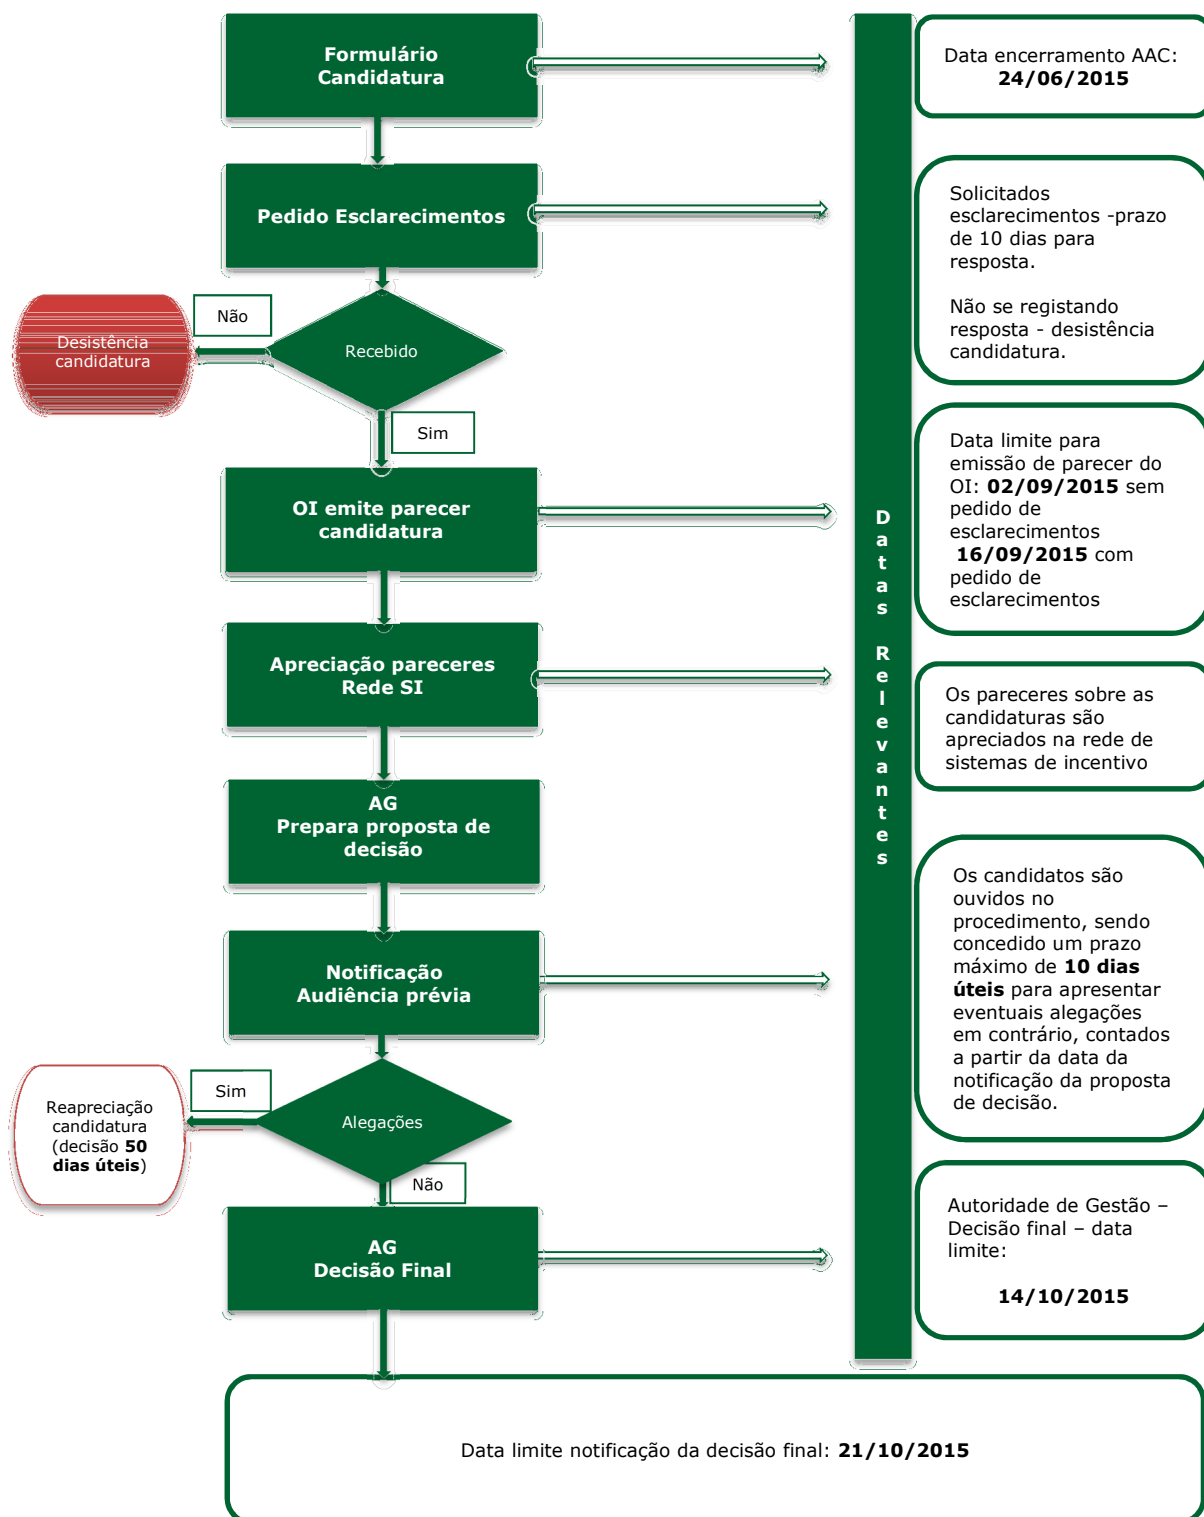 Formulário
Candidatura
Data encerramento AAC:
24/06/2015
Pedido Esclarecimentos
Solicitados
esclarecimentos -prazo
de 10 dias para
resposta.
Não se registando
resposta - desistência
candidatura.
Não
Desistência
candidatura
Recebido
Sim
OI emite parecer
candidatura
Data limite para
emissão de parecer do
OI: 02/09/2015 sem
pedido de
esclarecimentos
16/09/2015 com
pedido de
esclarecimentos
Datas Relevantes
Apreciação pareceres
Rede SI
Os pareceres sobre as
candidaturas são
apreciados na rede de
sistemas de incentivo
AG
Prepara proposta de
decisão
Notificação
Audiência prévia
Os candidatos são
ouvidos no
procedimento, sendo
concedido um prazo
máximo de 10 dias
úteis para apresentar
eventuais alegações
em contrário, contados
a partir da data da
notificação da proposta
de decisão.
Sim
Reapreciação
candidatura
(decisão 50
dias úteis)
Alegações
Não
AG
Decisão Final
Autoridade de Gestão –
Decisão final – data
limite:
14/10/2015
Data limite notificação da decisão final: 21/10/2015